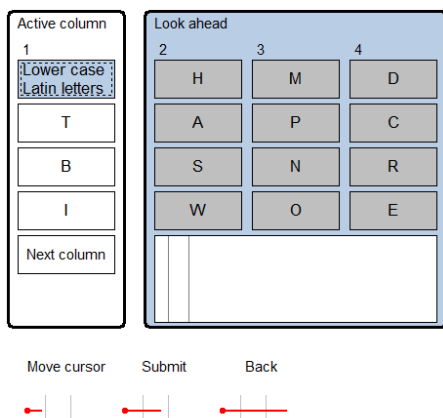 Active column
1
Lower case
Latin letters
T
B
I
Next column
Look ahead
2 3 4
H M D
A P C
S N R
W O E
Move cursor Submit Back